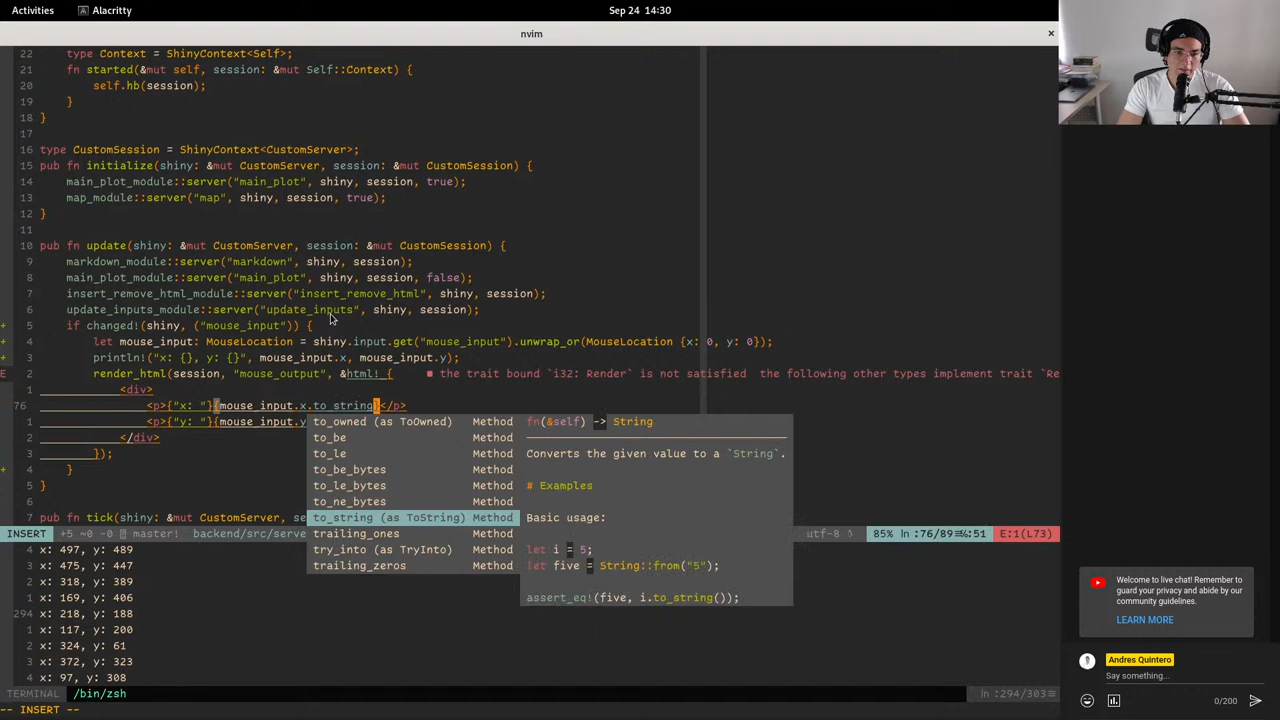 Activities
Alacritty
Sep 24 14:30
nvim
×
22 type Context = ShinyContext<Self>;
21 fn started(&mut self, session: &mut Self::Context) {
20 self.hb(session);
19 }
18 }
17
16 type CustomSession = ShinyContext<CustomServer>;
15 pub fn initialize(shiny: &mut CustomServer, session: &mut CustomSession) {
14 main_plot_module::server("main_plot", shiny, session, true);
13 map_module::server("map", shiny, session, true);
12 }
11
10 pub fn update(shiny: &mut CustomServer, session: &mut CustomSession) {
9 markdown_module::server("markdown", shiny, session);
8 main_plot_module::server("main_plot", shiny, session, false);
7 insert_remove_html_module::server("insert_remove_html", shiny, session);
6 update_inputs_module::server("update_inputs", shiny, session);
+ 5 if changed!(shiny, ("mouse_input")) {
+ 4 let mouse_input: MouseLocation = shiny.input.get("mouse_input").unwrap_or(MouseLocation {x: 0, y: 0});
+ 3 println!("x: {}, y: {}", mouse_input.x, mouse_input.y);
E 2 render_html(session, "mouse_output", &html! { ■ the trait bound `i32: Render` is not satisfied the following other types implement trait `Re
1 <div>
76 <p>{"x: "}{mouse_input.x.to_string}</p>
1 <p>{"y: "}{mouse_input.y
2 </div>
3 });
+ 4 }
5 }
6
7 pub fn tick(shiny: &mut CustomServer, se
to_owned (as ToOwned) Method
to_be Method
to_le Method
to_be_bytes Method
to_le_bytes Method
to_ne_bytes Method
to_string (as ToString) Method
trailing_ones Method
try_into (as TryInto) Method
trailing_zeros Method
fn(&self) -> String
Converts the given value to a `String`.
# Examples
Basic usage:
let i = 5;
let five = String::from("5");
assert_eq!(five, i.to_string());
INSERT +5 ~0 -0 master! backend/src/serve
utf-8 85% ln:76/89≡%:51 E:1(L73)
4 x: 497, y: 489
3 x: 475, y: 447
2 x: 318, y: 389
1 x: 169, y: 406
294 x: 218, y: 188
1 x: 117, y: 200
2 x: 324, y: 61
3 x: 372, y: 323
4 x: 97, y: 308
TERMINAL /bin/zsh ln:294/303≡%:1
-- INSERT --
Welcome to live chat! Remember to
guard your privacy and abide by our
community guidelines.
LEARN MORE
Andres Quintero
Say something...
0/200